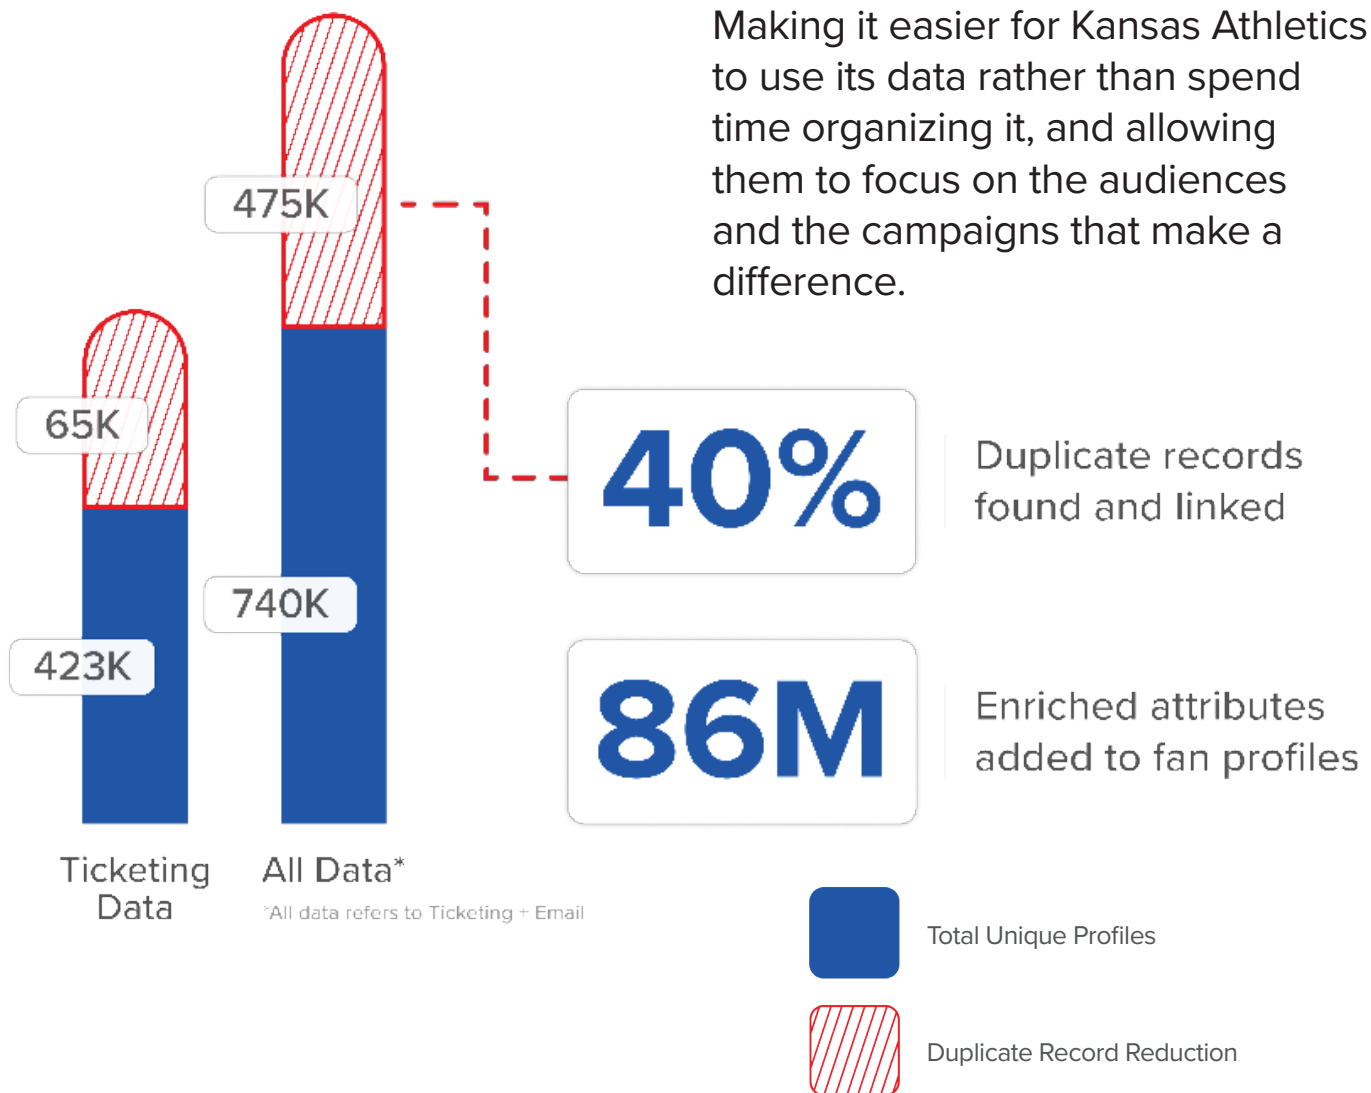 Making it easier for Kansas Athletics
to use its data rather than spend
time organizing it, and allowing
them to focus on the audiences
and the campaigns that make a
difference.
475K
65K
740K
423K
40%
Duplicate records
found and linked
86M
Enriched attributes
added to fan profiles
Ticketing
Data
All Data*
*All data refers to Ticketing + Email
Total Unique Profiles
Duplicate Record Reduction